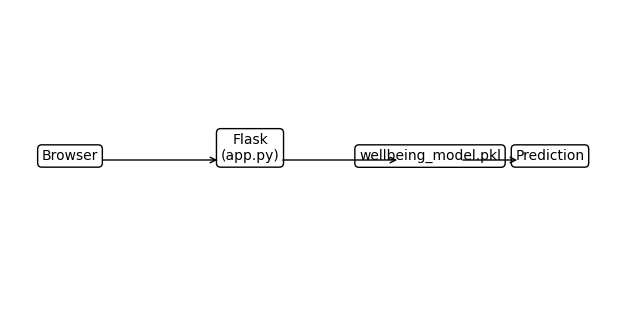 Browser
Flask
(app.py)
wellbeing_model.pkl
Prediction